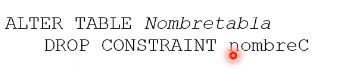 ALTER TABLE Nombretabla
DROP CONSTRAINT nombreC